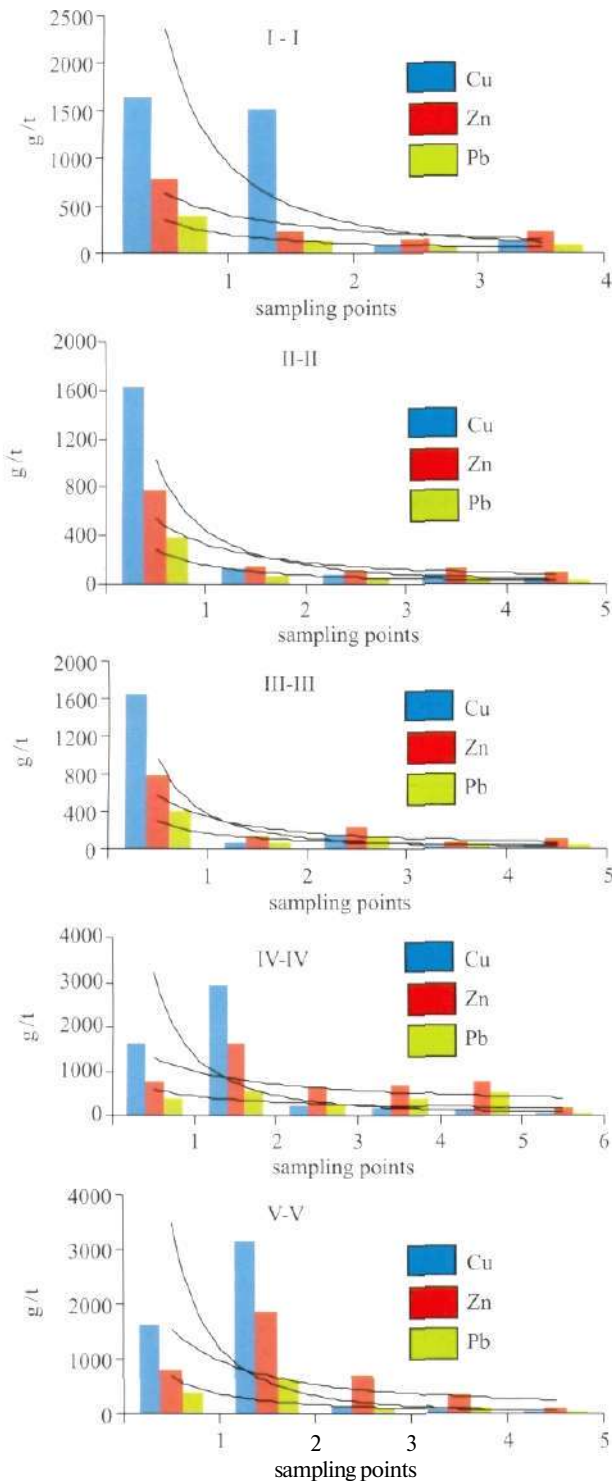 I - I
2500
2000
1500
1000
500
0
g/t
Cu
Zn
Pb
1 2 3 4
sampling points
II-II
2000
1600
1200
800
400
0
g/t
Cu
Zn
Pb
1 2 3 4 5
sampling points
III-III
2000
1600
1200
800
400
0
g/t
Cu
Zn
Pb
1 2 3 4 5
sampling points
IV-IV
4000
3000
2000
1000
0
g/t
Cu
Zn
Pb
1 2 3 4 5 6
sampling points
V-V
4000
3000
2000
1000
0
g/t
Cu
Zn
Pb
1 2 3 4 5
sampling points